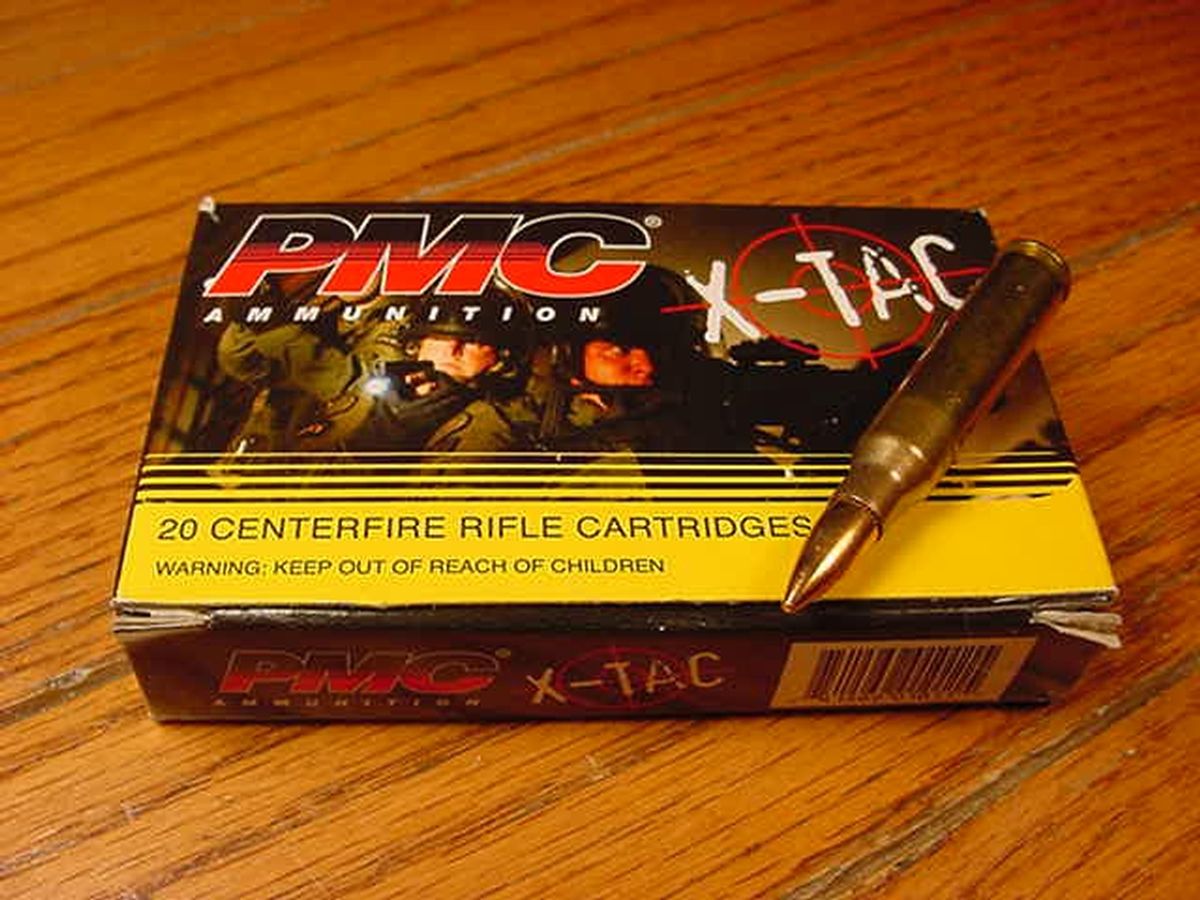 PMC®
AMMUNITION
X-TAC
20 CENTERFIRE RIFLE CARTRIDGES
WARNING: KEEP OUT OF REACH OF CHILDREN
PMC®
AMMUNITION
X-TAC